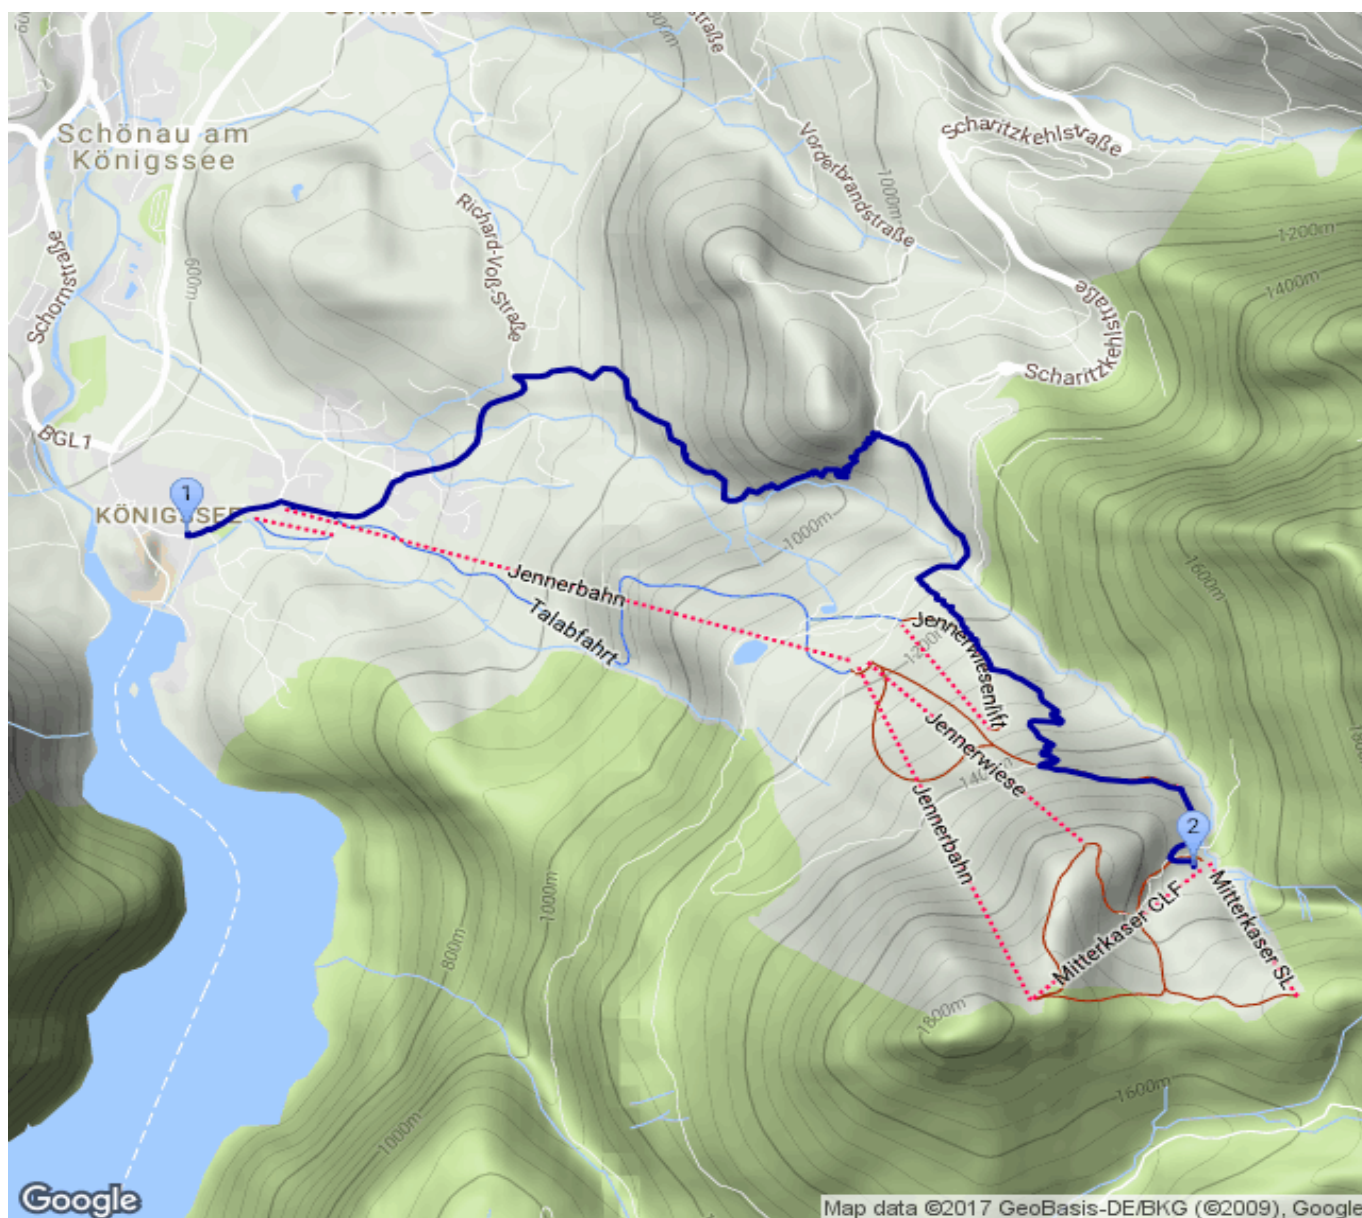 Schönau am
Königssee
Schornstraße
BGL1
600m
Richard-Voß-Straße
Vorderbrandstraße
1000m
Scharitzkehlstraße
Scharitzkehlstraße
Scharitzkehlstraße
1200m
1400m
1
KÖNIGSSEE
Jennerbahn
Talabfahrt
1000m
1600m
Jennerwiesenlift
1200m
Jennerwiese
Jennerbahn
2
Mitterkaser CLF
Mitterkaser SL
1000m
800m
1800m
1600m
1000m
Google
Map data ©2017 GeoBasis-DE/BKG (©2009), Google